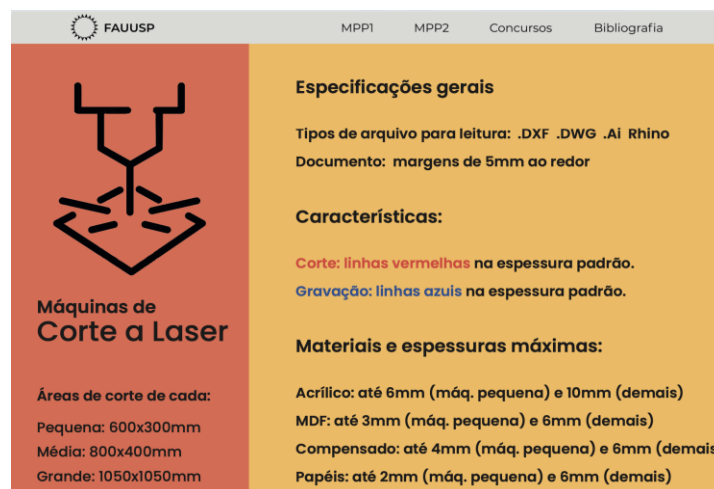 FAUUSP MPP1 MPP2 Concursos Bibliografia
Máquinas de
Corte a Laser
Áreas de corte de cada:
Pequena: 600x300mm
Média: 800x400mm
Grande: 1050x1050mm
Especificações gerais
Tipos de arquivo para leitura: .DXF .DWG .Ai Rhino
Documento: margens de 5mm ao redor
Características:
Corte: linhas vermelhas na espessura padrão.
Gravação: linhas azuis na espessura padrão.
Materiais e espessuras máximas:
Acrílico: até 6mm (máq. pequena) e 10mm (demais)
MDF: até 3mm (máq. pequena) e 6mm (demais)
Compensado: até 4mm (máq. pequena) e 6mm (demais
Papéis: até 2mm (máq. pequena) e 6mm (demais)